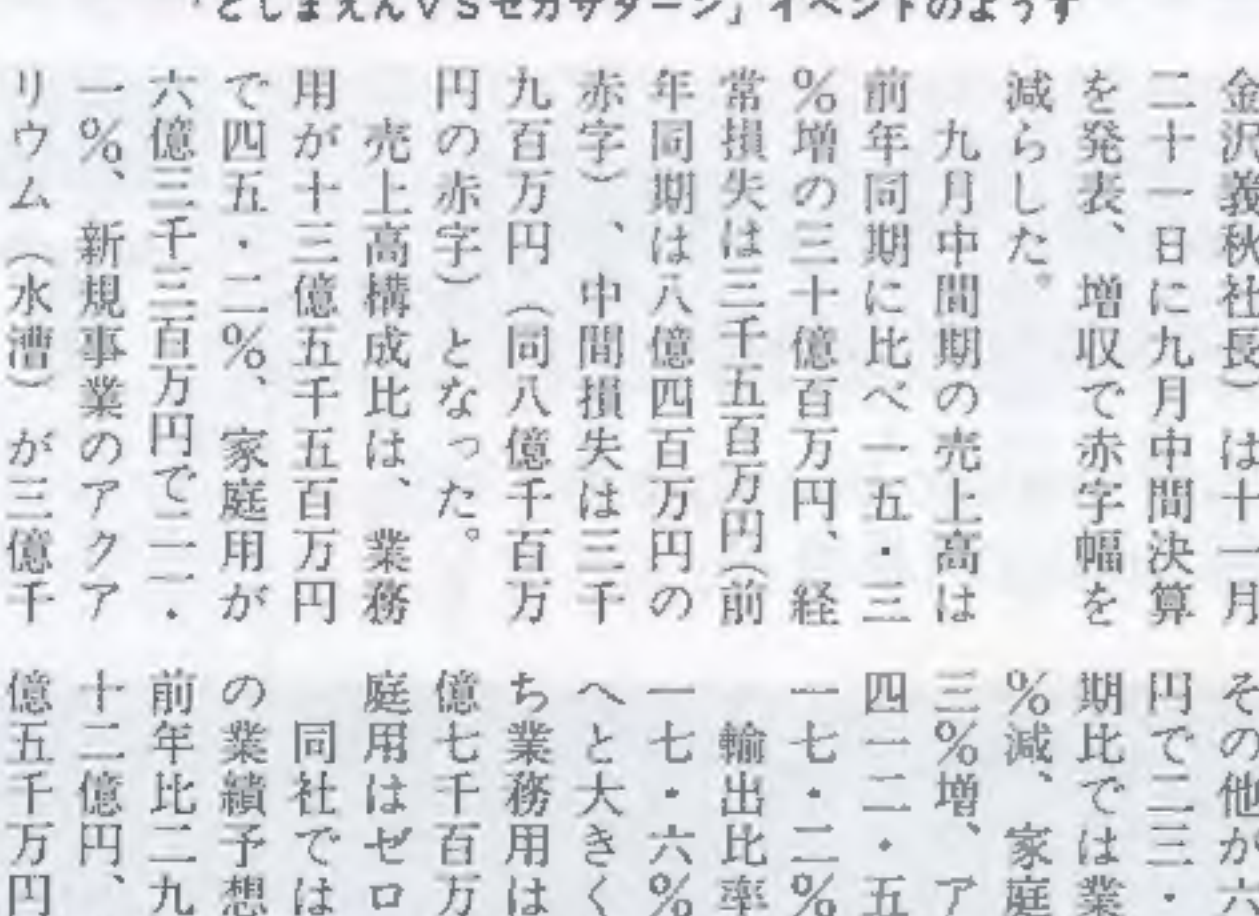 「としまえんVSセガサターン」イベントのようす
金沢義秋社長)は十一月
二十一日に九月中間決算
を発表、増収で赤字幅を
減らした。
九月中間期の売上高は
前年同期に比べ一五・三
%増の三十億百万円、経
常損失は三千五百万円(前
年同期は八億四百万円の
赤字)、中間損失は三千
九百万円(同八億千百万
円の赤字)となった。
売上高構成比は、業務
用が十三億五千五百万円
で四五・二%、家庭用が
六億三千三百万円で二一・
一%、新規事業のアクア
リウム(水漕)が三億千
その他が六
円で二三・
期比では業
%減、家庭
三%増、ア
四一二・五
一七・二%
輸出比率
一七・六%
へと大きく
ち業務用は
億七千百万
庭用はゼロ
同社では
の業績予想
前年比二九
十二億円、
億五千万円